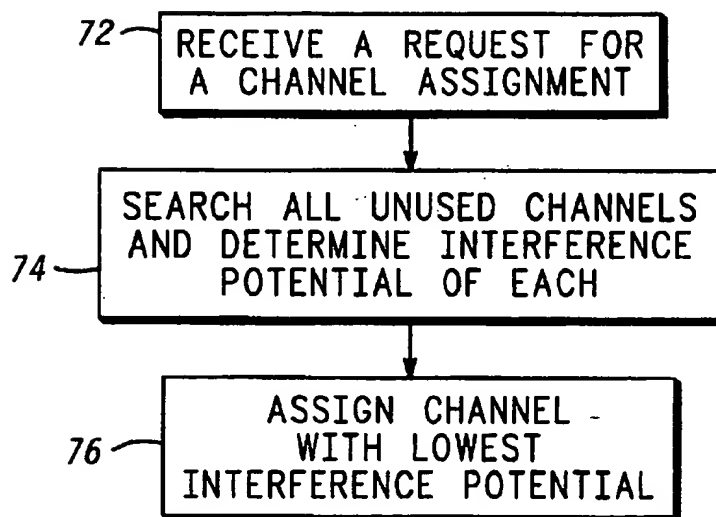 72
RECEIVE A REQUEST FOR
A CHANNEL ASSIGNMENT
SEARCH ALL UNUSED CHANNELS
AND DETERMINE INTERFERENCE
74
POTENTIAL OF EACH
ASSIGN CHANNEL
WITH LOWEST
76
INTERFERENCE POTENTIAL